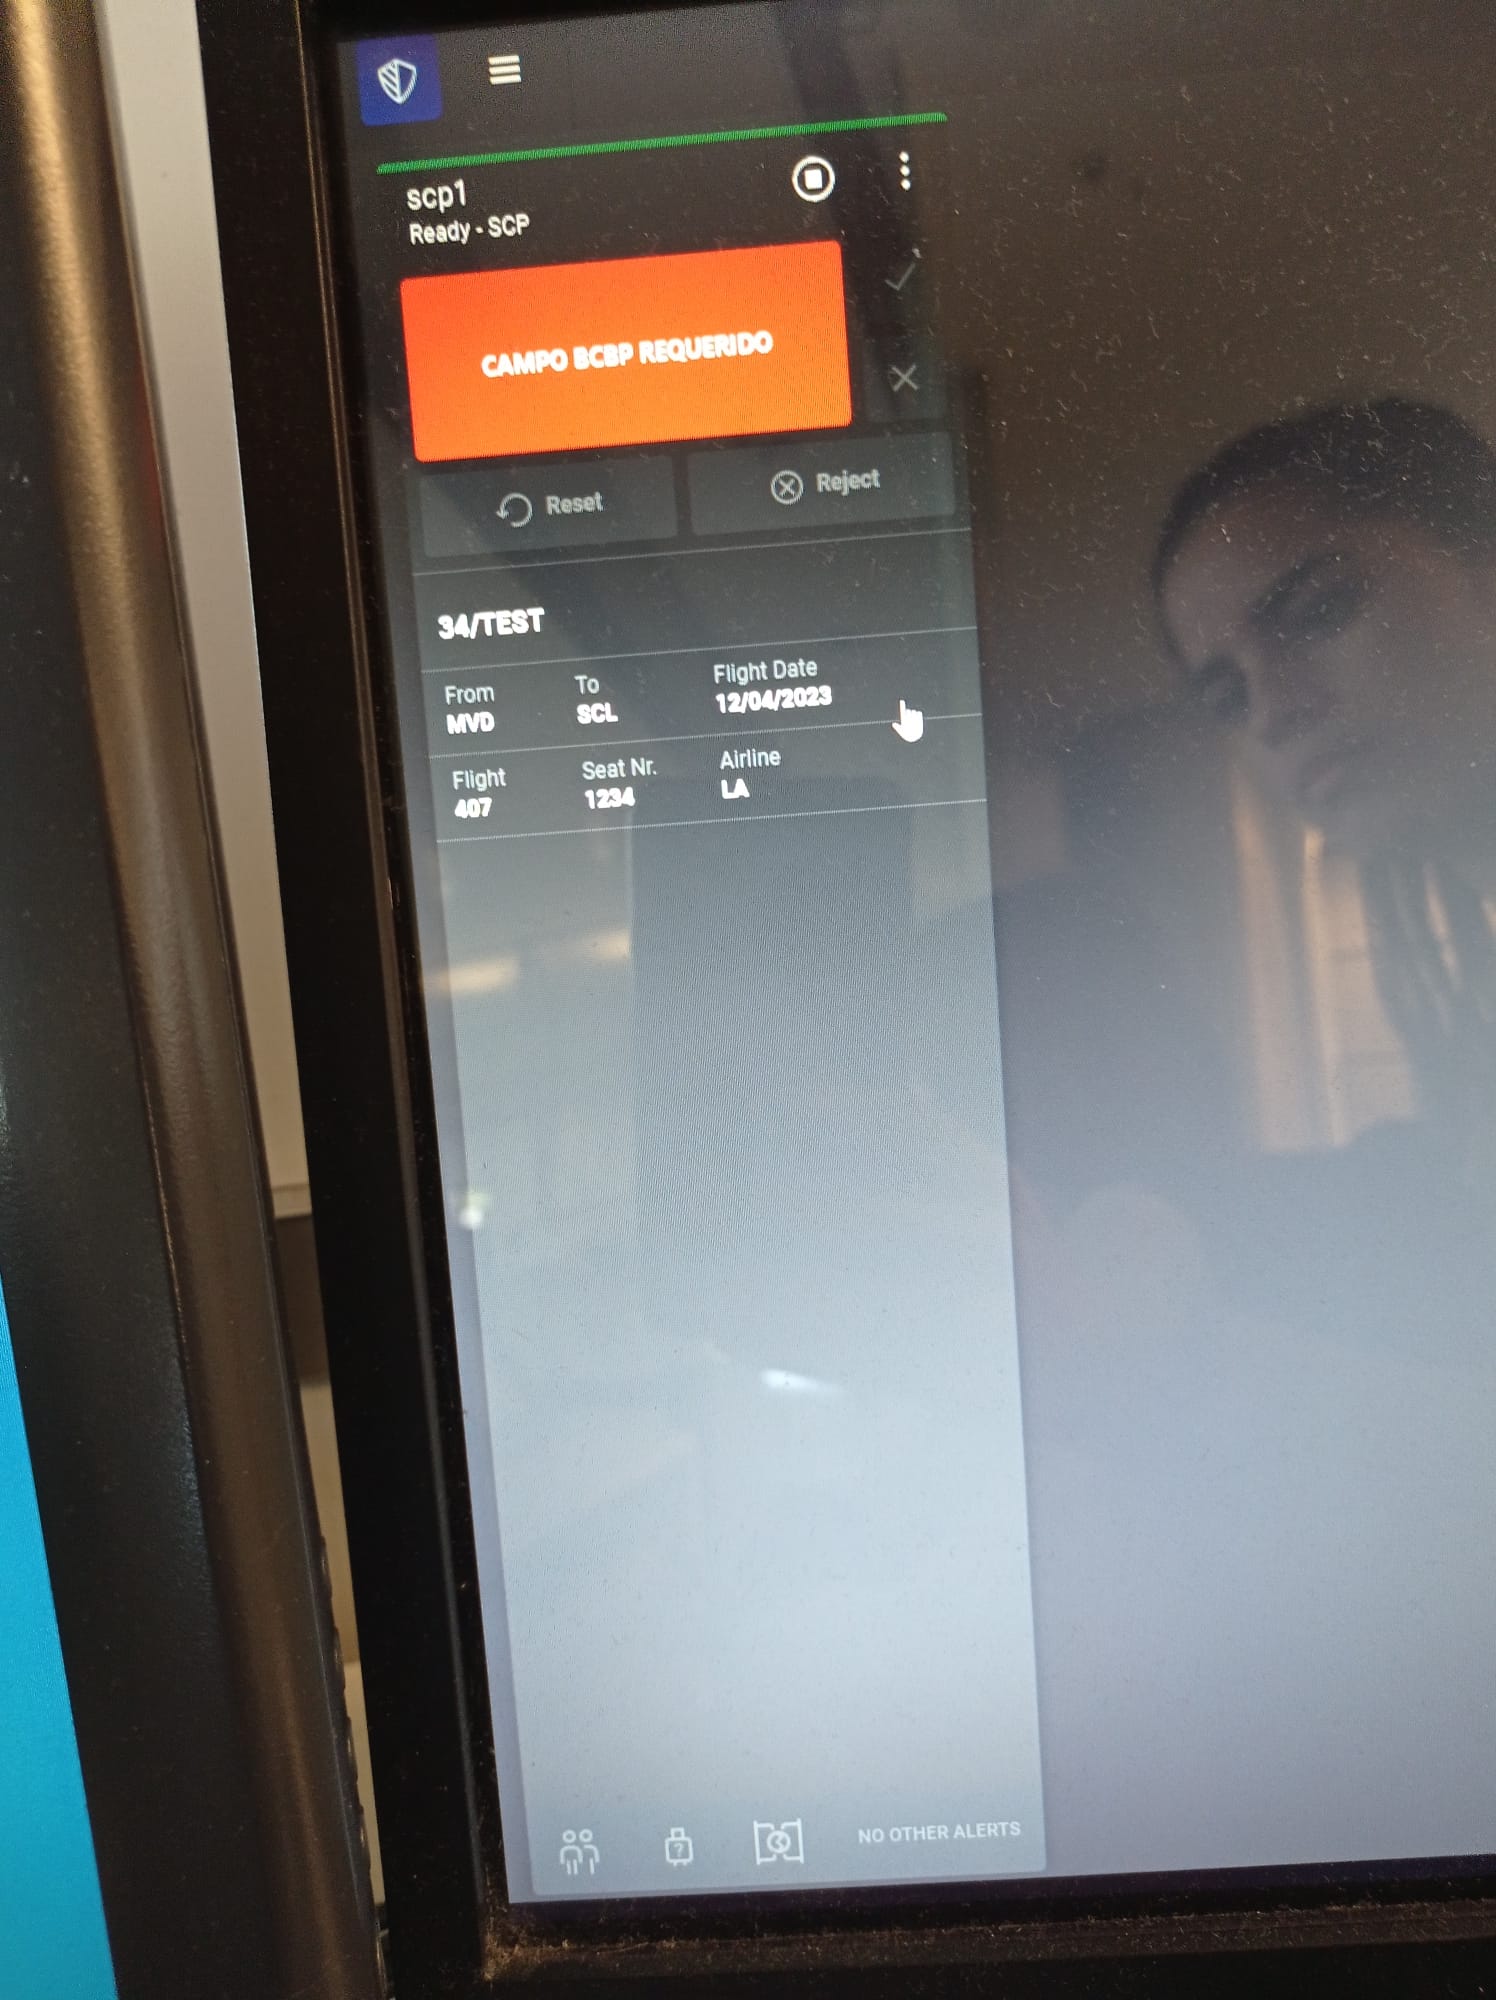 scp1
Ready - SCP
CAMPO BCBP REQUERIDO
Reset
Reject
34/TEST
From To Flight Date
MVD SCL 12/04/2023
Flight Seat Nr. Airline
407 1234 LA
?
NO OTHER ALERTS